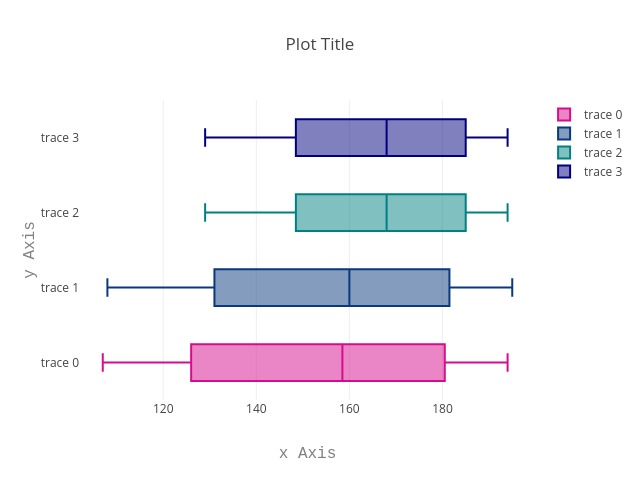 Plot Title
trace 3
trace 2
trace 1
trace 0
y Axis
120 140 160 180
x Axis
trace 0
trace 1
trace 2
trace 3